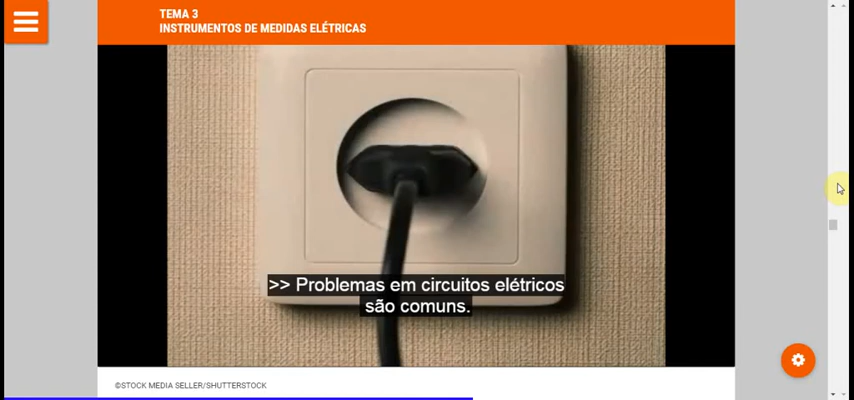 TEMA 3
INSTRUMENTOS DE MEDIDAS ELÉTRICAS
>> Problemas em circuitos elétricos
são comuns.
©STOCK MEDIA SELLER/SHUTTERSTOCK